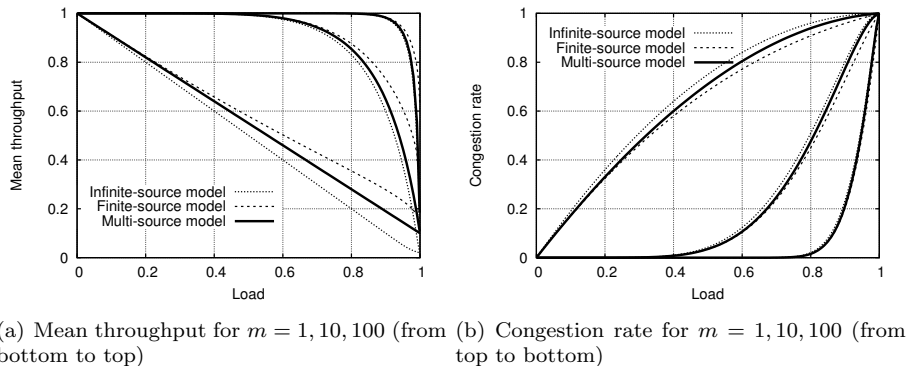 1
0.8
0.6
0.4
0.2
0
0 0.2 0.4 0.6 0.8 1
Mean throughput
Load
Infinite-source model
Finite-source model
Multi-source model
1
0.8
0.6
0.4
0.2
0
0 0.2 0.4 0.6 0.8 1
Congestion rate
Load
Infinite-source model
Finite-source model
Multi-source model
(a) Mean throughput for m = 1, 10, 100 (from
bottom to top)
(b) Congestion rate for m = 1, 10, 100 (from
top to bottom)